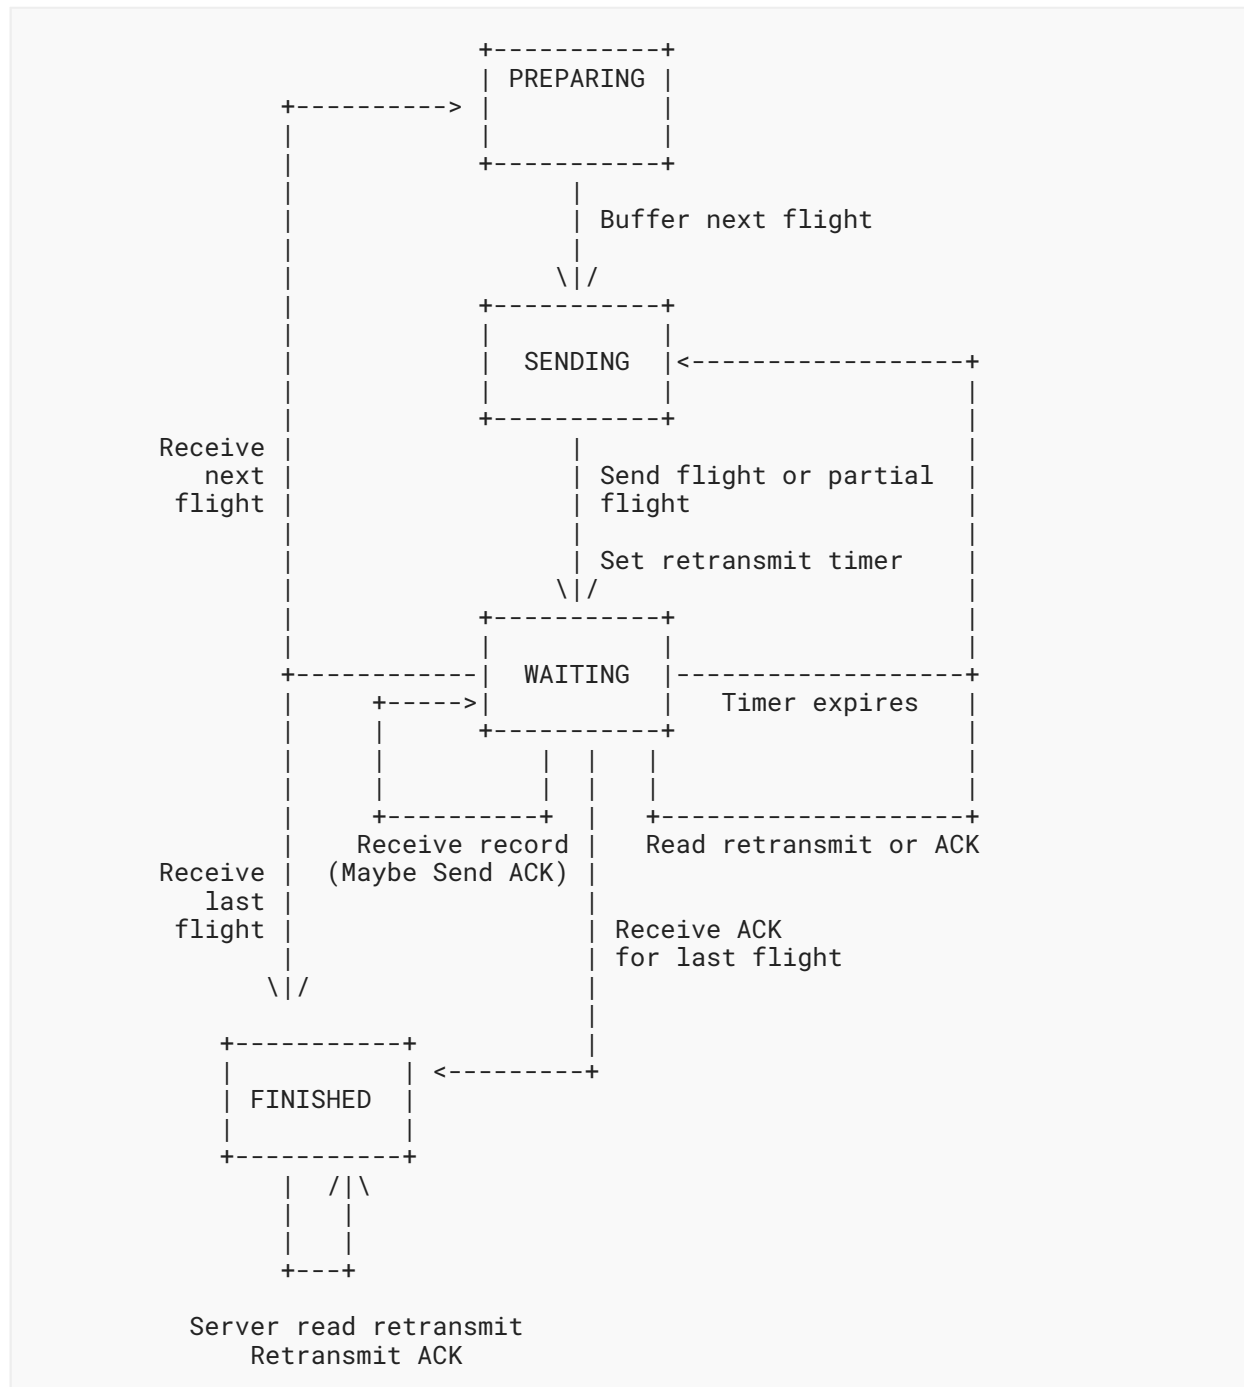 PREPARING
Buffer next flight
SENDING
Receive
next
flight
Send flight or partial
flight
Set retransmit timer
WAITING
Timer expires
Receive record
(Maybe Send ACK)
Read retransmit or ACK
Receive
last
flight
Receive ACK
for last flight
FINISHED
Server read retransmit
Retransmit ACK